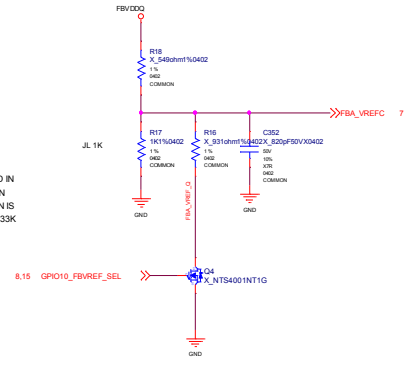 FBVDDQ
R18
X_549ohm1%0402
1 %
0402
COMMON
FBA_VREFC 7
JL 1K
R17
1K1%0402
1 %
0402
COMMON
R16
X_931ohm1%0402
1 %
0402
COMMON
C352
X_820pF50VX0402
50V
10%
X7R
0402
COMMON
D IN
N
N IS
33K
GND
GND
FBA_VREF_Q
8,15 GPIO10_FBVREF_SEL
Q4
X_NTS4001NT1G
GND